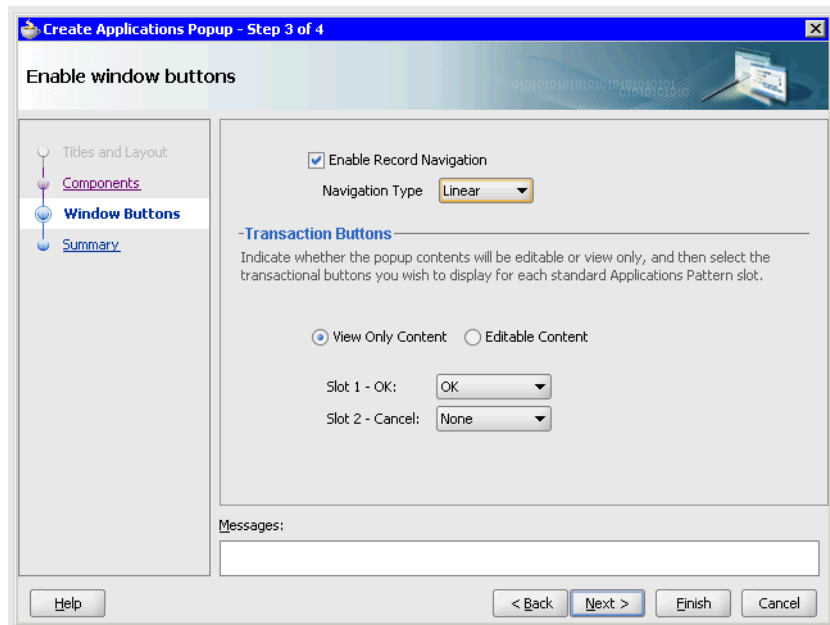 Create Applications Popup - Step 3 of 4
Enable window buttons
Titles and Layout
Components
Window Buttons
Summary
Enable Record Navigation
Navigation Type Linear
Transaction Buttons
Indicate whether the popup contents will be editable or view only, and then select the
transactional buttons you wish to display for each standard Applications Pattern slot.
View Only Content Editable Content
Slot 1 - OK: OK
Slot 2 - Cancel: None
Messages:
Help < Back Next > Finish Cancel